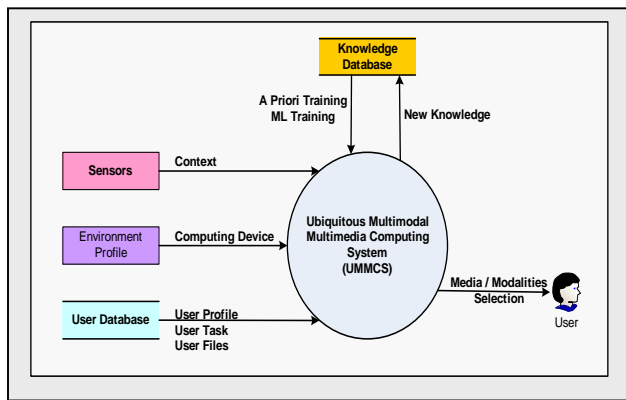 Knowledge
Database
A Priori Training
ML Training
New Knowledge
Sensors
Context
Environment
Profile
Computing Device
Ubiquitous Multimodal
Multimedia Computing
System
(UMMCS)
Media / Modalities
Selection
User
User Database
User Profile
User Task
User Files